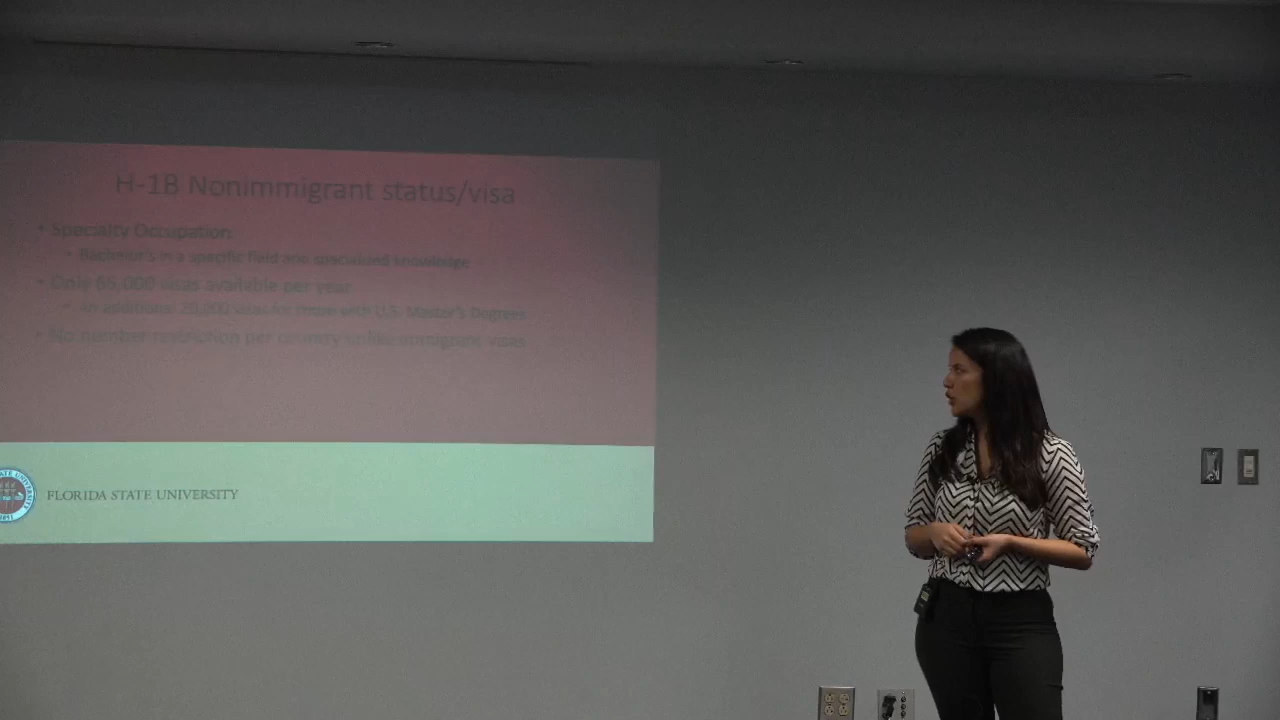 H-1B Nonimmigrant status/visa
• Specialty Occupation:
• Bachelor's in a specific field and specialized knowledge
• Only 65,000 visas available per year
– An additional 20,000 visas for those with U.S. Master's Degrees
• No number restriction per country unlike immigrant visas
FLORIDA STATE UNIVERSITY